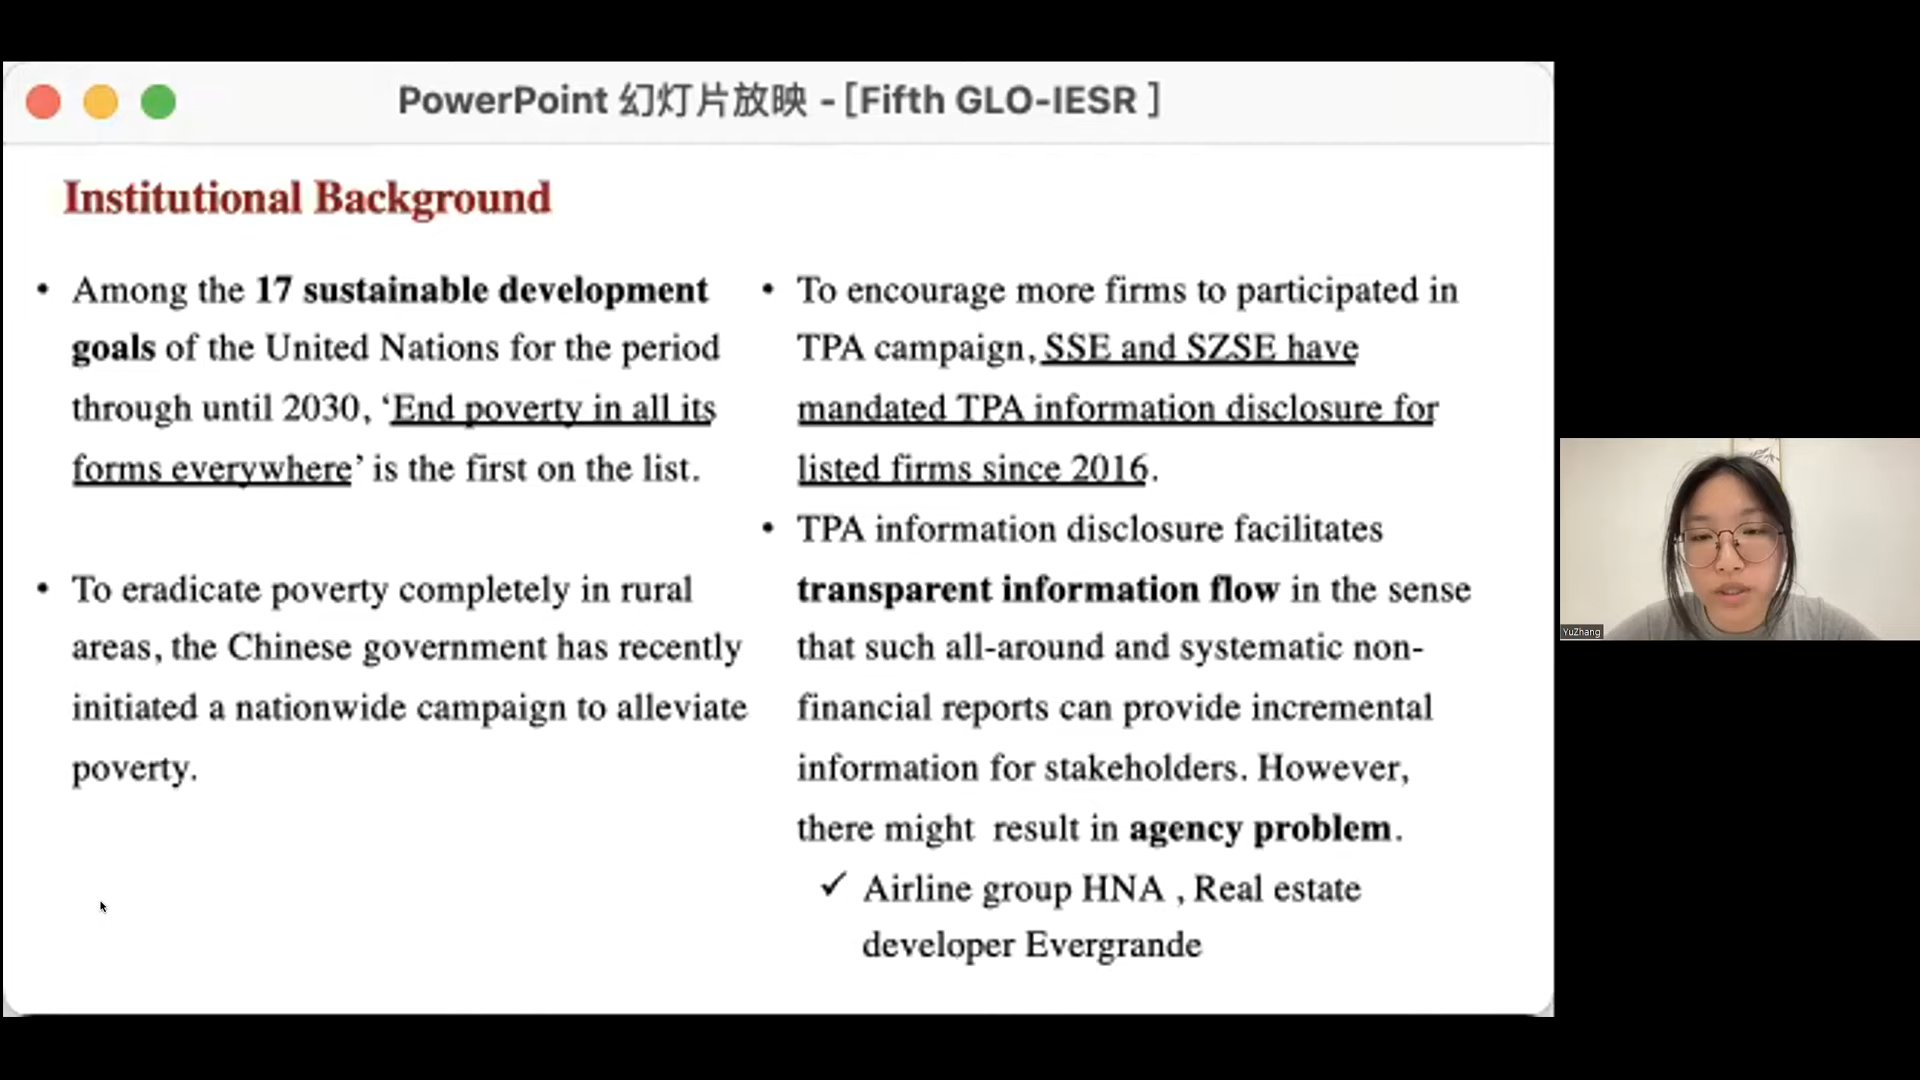 PowerPoint 幻灯片放映 - [Fifth GLO-IESR ]
Institutional Background
• Among the 17 sustainable development
goals of the United Nations for the period
through until 2030, ‘End poverty in all its
forms everywhere’ is the first on the list.
• To eradicate poverty completely in rural
areas, the Chinese government has recently
initiated a nationwide campaign to alleviate
poverty.
• To encourage more firms to participated in
TPA campaign, SSE and SZSE have
mandated TPA information disclosure for
listed firms since 2016.
• TPA information disclosure facilitates
transparent information flow in the sense
that such all-around and systematic non-
financial reports can provide incremental
information for stakeholders. However,
there might result in agency problem.
✓ Airline group HNA , Real estate
developer Evergrande
YuZhang